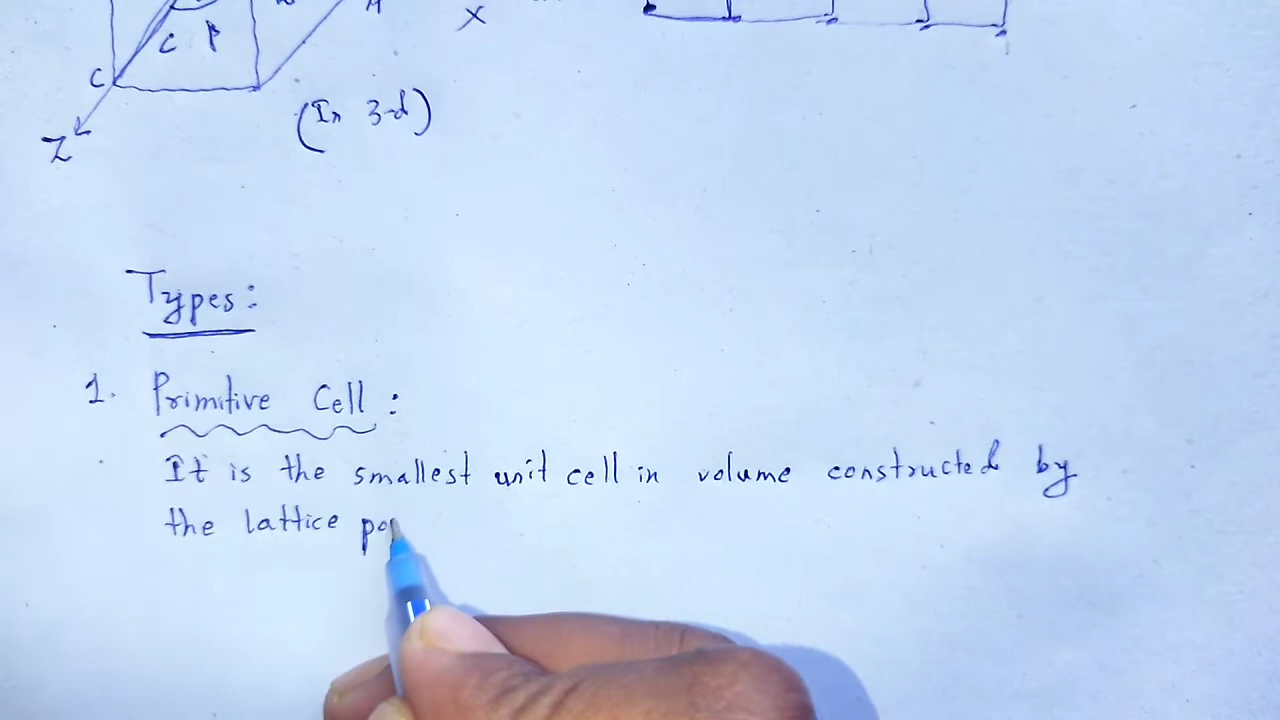 C β
X
C
(In 3-d)
Z
Types:
1. Primitive Cell:
It is the smallest unit cell in volume constructed by
the lattice po